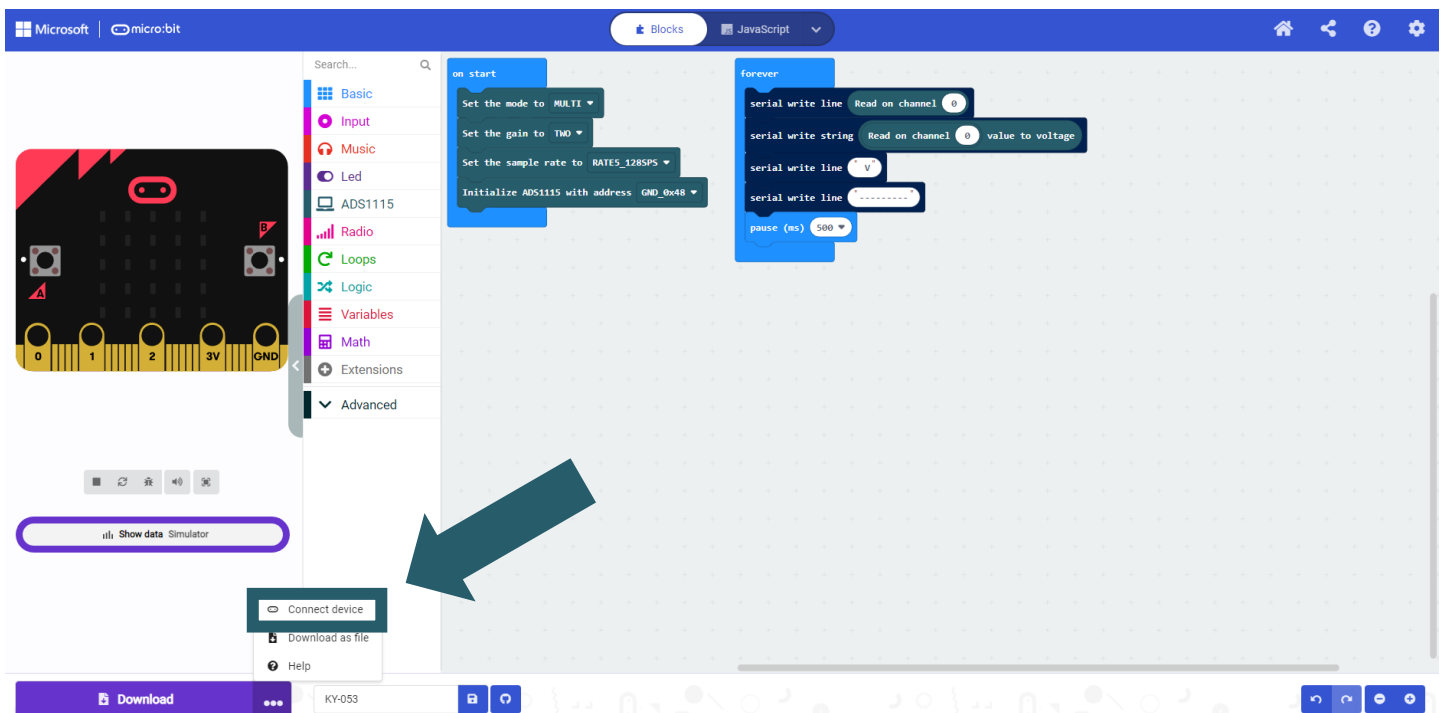 Microsoft micro:bit
Blocks
JavaScript
Search...
Basic
Input
Music
Led
ADS1115
Radio
Loops
Logic
Variables
Math
Extensions
Advanced
on start
Set the mode to MULTI
Set the gain to TWO
Set the sample rate to RATE5_128SPS
Initialize ADS1115 with address GND_0x48
forever
serial write line Read on channel 0
serial write string Read on channel 0 value to voltage
serial write line " V"
serial write line "---------"
pause (ms) 500
B
A
0 1 2 3V GND
Show data Simulator
Connect device
Download as file
Help
Download
KY-053